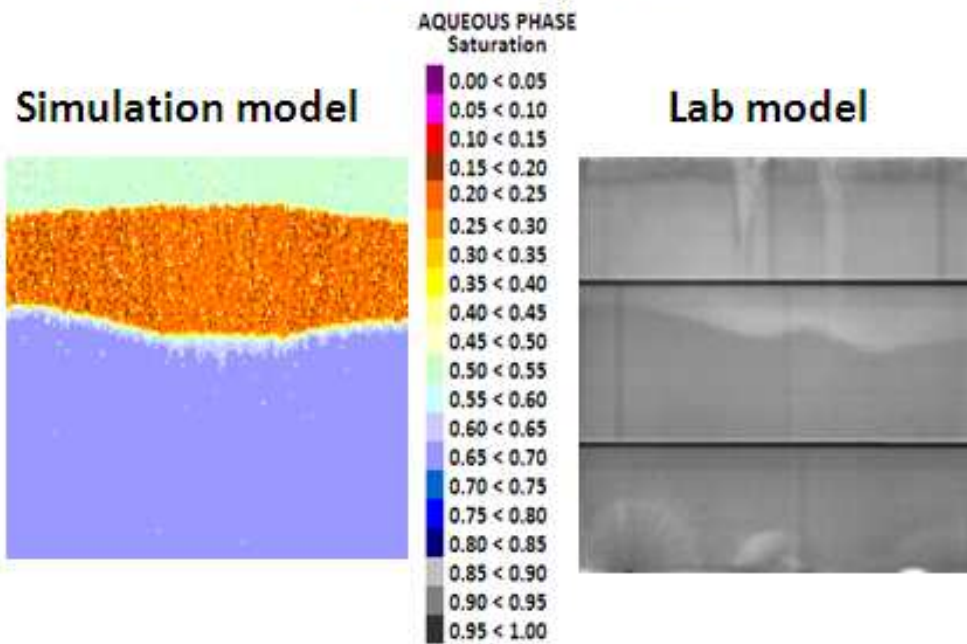 AQUEOUS PHASE
Saturation
Simulation model
Lab model
0.00 < 0.05
0.05 < 0.10
0.10 < 0.15
0.15 < 0.20
0.20 < 0.25
0.25 < 0.30
0.30 < 0.35
0.35 < 0.40
0.40 < 0.45
0.45 < 0.50
0.50 < 0.55
0.55 < 0.60
0.60 < 0.65
0.65 < 0.70
0.70 < 0.75
0.75 < 0.80
0.80 < 0.85
0.85 < 0.90
0.90 < 0.95
0.95 < 1.00